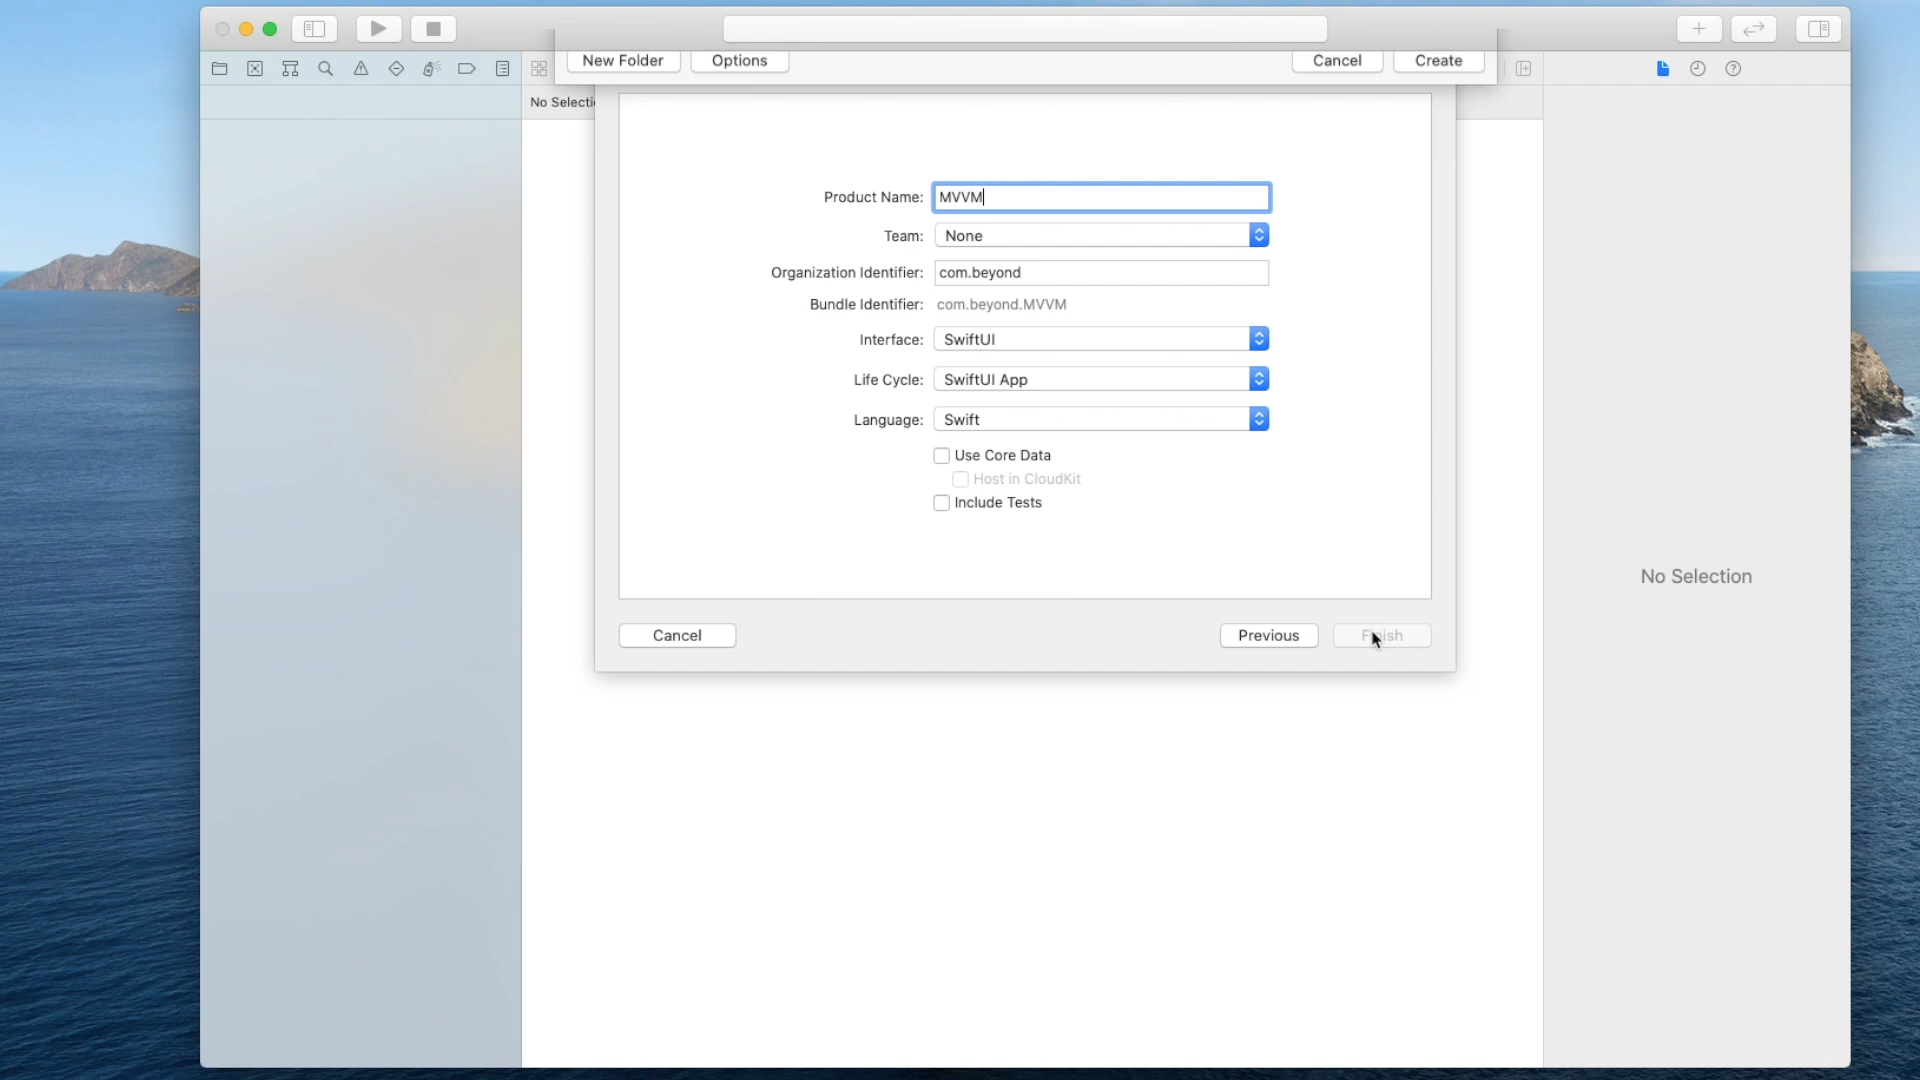 New Folder Options Cancel Create
No Selecti
Product Name: MVVM
Team: None
Organization Identifier: com.beyond
Bundle Identifier: com.beyond.MVVM
Interface: SwiftUI
Life Cycle: SwiftUI App
Language: Swift
Use Core Data
Host in CloudKit
Include Tests
No Selection
Cancel Previous Finish